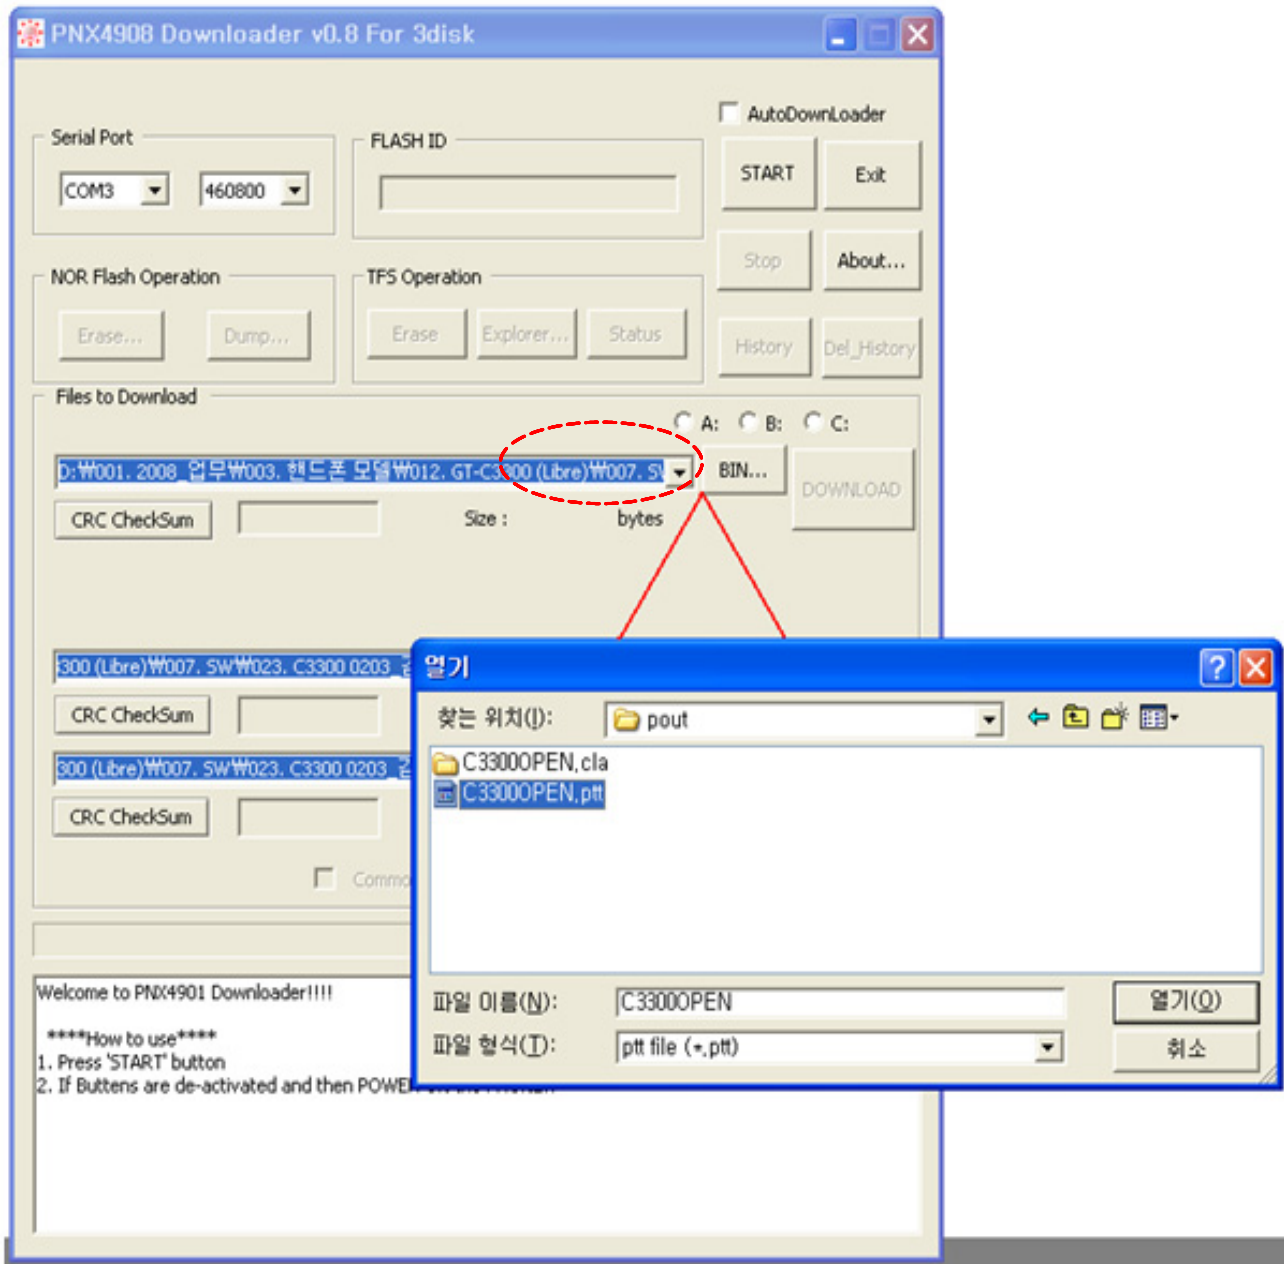 PNX4908 Downloader v0.8 For 3disk
AutoDownLoader
Serial Port
FLASH ID
COM3
460800
START
Exit
Stop
About...
NOR Flash Operation
TFS Operation
Erase...
Dump...
Erase
Explorer...
Status
History
Del_History
Files to Download
A:
B:
C:
D:₩001. 2008_업무₩003. 핸드폰 모델₩012. GT-C3300 (Libre)₩007. SW
BIN...
DOWNLOAD
CRC CheckSum
Size :
bytes
300 (Libre)₩007. SW₩023. C3300 0203_
CRC CheckSum
300 (Libre)₩007. SW₩023. C3300 0203_
CRC CheckSum
Welcome to PNX4901 Downloader!!!!
****How to use****
1. Press 'START' button
2. If Buttens are de-activated and then POWER
열기
찾는 위치(I):
pout
C3300OPEN.cla
C3300OPEN.ptt
파일 이름(N):
C3300OPEN
열기(O)
파일 형식(T):
ptt file (*.ptt)
취소